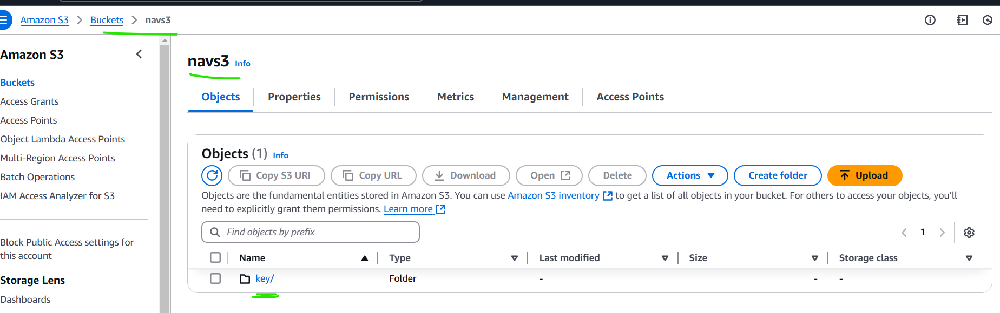 Amazon S3 > Buckets > navs3
Amazon S3
Buckets
Access Grants
Access Points
Object Lambda Access Points
Multi-Region Access Points
Batch Operations
IAM Access Analyzer for S3
Block Public Access settings for
this account
Storage Lens
Dashboards
navs3 Info
Objects Properties Permissions Metrics Management Access Points
Objects (1) Info
Copy S3 URI Copy URL Download Open Delete Actions Create folder Upload
Objects are the fundamental entities stored in Amazon S3. You can use Amazon S3 inventory to get a list of all objects in your bucket. For others to access your objects, you’ll
need to explicitly grant them permissions. Learn more
Find objects by prefix
1
Name Type Last modified Size Storage class
key/ Folder - - -